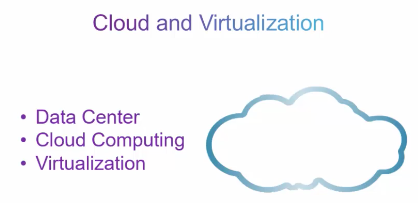 Cloud and Virtualization
• Data Center
• Cloud Computing
• Virtualization